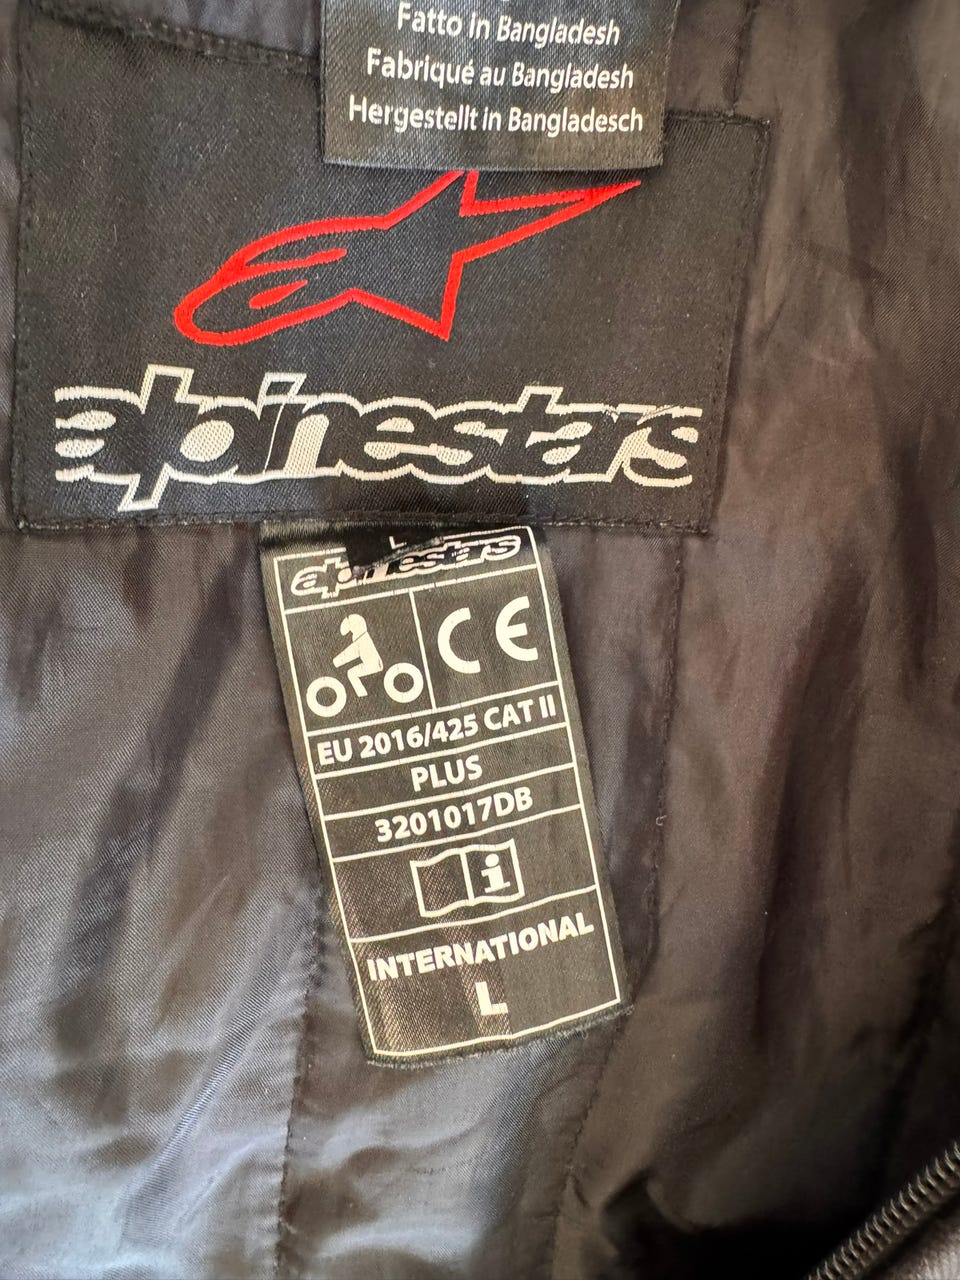 Fatto in Bangladesh
Fabriqué au Bangladesh
Hergestellt in Bangladesch
alpinestars
L
alpinestars
CE
EU 2016/425 CAT II
PLUS
3201017DB
i
INTERNATIONAL
L